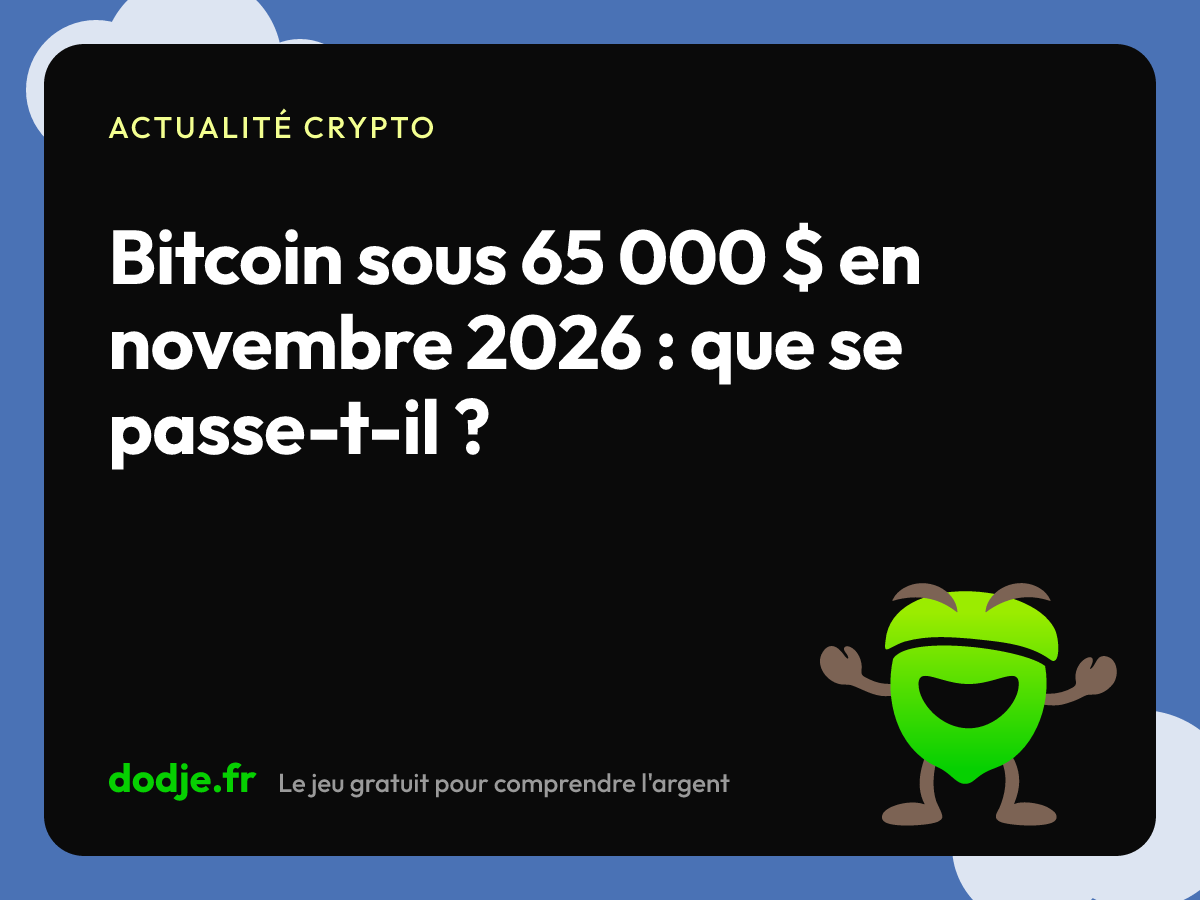 ACTUALITÉ CRYPTO
Bitcoin sous 65 000 $ en
novembre 2026 : que se
passe-t-il ?
dodje.fr Le jeu gratuit pour comprendre l'argent